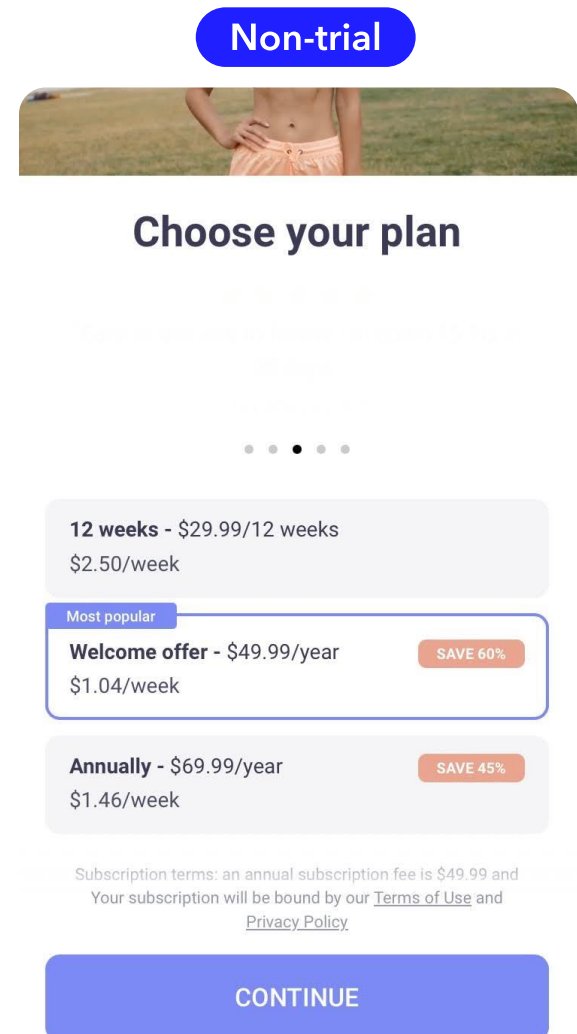 Non-trial
Choose your plan
12 weeks - $29.99/12 weeks
$2.50/week
Most popular
Welcome offer - $49.99/year
SAVE 60%
$1.04/week
Annually - $69.99/year
SAVE 45%
$1.46/week
Subscription terms: an annual subscription fee is $49.99 and
Your subscription will be bound by our Terms of Use and
Privacy Policy
CONTINUE